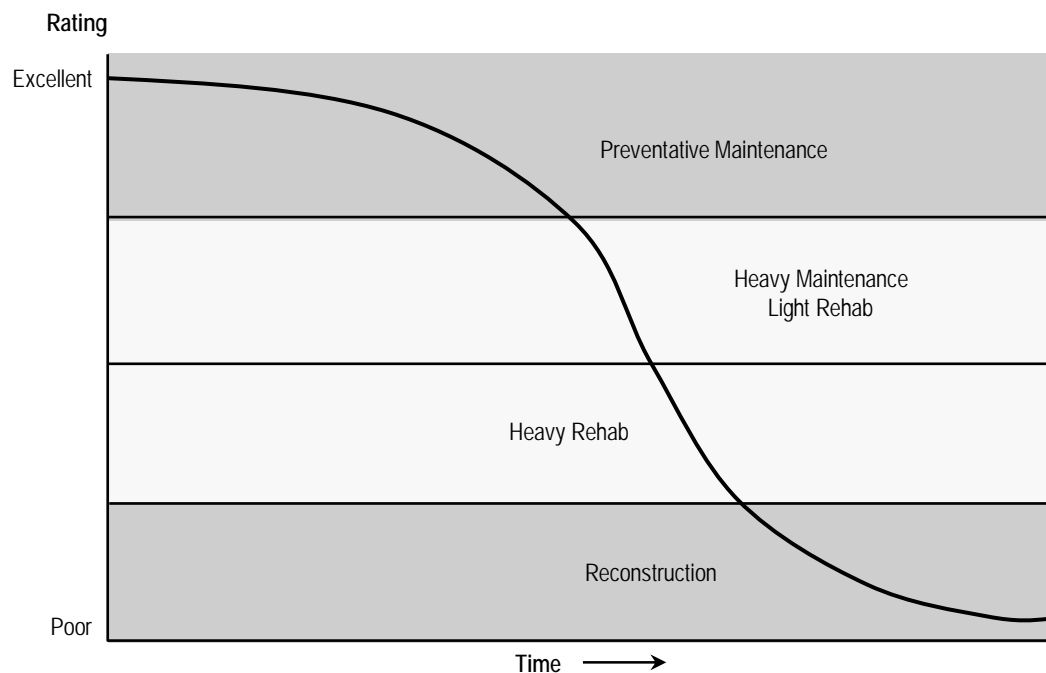 Rating
Excellent
Preventative Maintenance
Heavy Maintenance
Light Rehab
Heavy Rehab
Reconstruction
Poor
Time